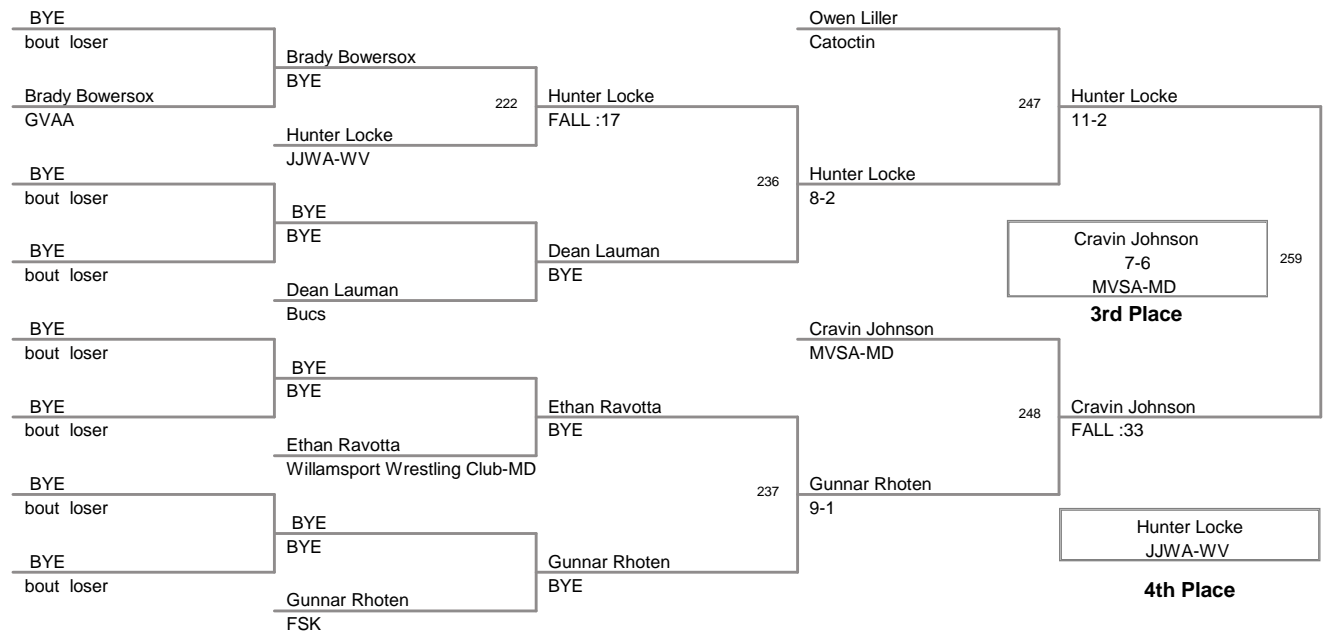 BYE
bout loser
Brady Bowersox
GVAA
BYE
bout loser
BYE
bout loser
BYE
bout loser
BYE
bout loser
BYE
bout loser
BYE
bout loser
Brady Bowersox
BYE
222
Hunter Locke
JJWA-WV
BYE
BYE
Dean Lauman
Bucs
BYE
BYE
Ethan Ravotta
Willamsport Wrestling Club-MD
BYE
BYE
Gunnar Rhoten
FSK
Hunter Locke
FALL :17
236
Dean Lauman
BYE
Ethan Ravotta
BYE
237
Gunnar Rhoten
BYE
Owen Liller
Catoctin
247
Hunter Locke
8-2
Cravin Johnson
MVSA-MD
248
Gunnar Rhoten
9-1
Hunter Locke
11-2
Cravin Johnson
7-6
MVSA-MD
259
3rd Place
Cravin Johnson
FALL :33
Hunter Locke
JJWA-WV
4th Place